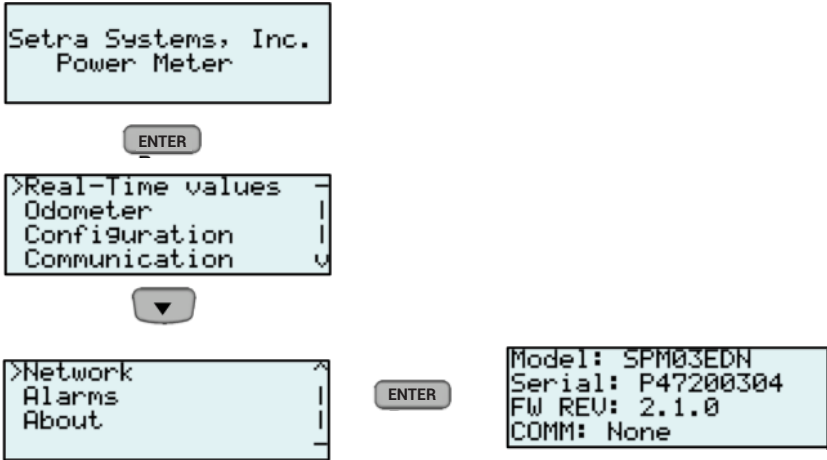 Setra Systems, Inc.
Power Meter
ENTER
>Real-Time values
Odometer
Configuration
Communication
>Network
Alarms
About
ENTER
Model: SPM03EDN
Serial: P47200304
FW REV: 2.1.0
COMM: None